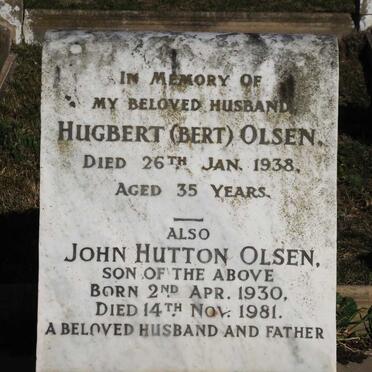 IN MEMORY OF
MY BELOVED HUSBAND
HUGBERT (BERT) OLSEN.
DIED 26TH JAN. 1938.
AGED 35 YEARS.
ALSO
JOHN HUTTON OLSEN,
SON OF THE ABOVE
BORN 2ND APR. 1930,
DIED 14TH NOV. 1981.
A BELOVED HUSBAND AND FATHER